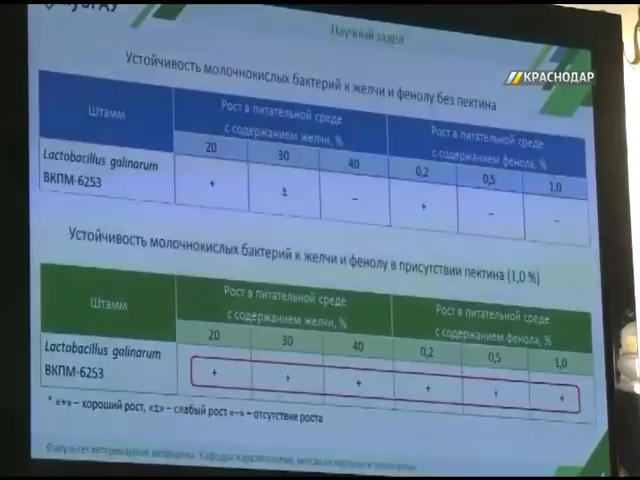 КубГАУ
Научный задел
КРАСНОДАР
Устойчивость молочнокислых бактерий к желчи и фенолу без пектина
Штамм
Рост в питательной среде
с содержанием желчи, %
Рост в питательной среде
с содержанием фенола, %
20 30 40 0,2 0,5 1,0
Lactobacillus galinarum
ВКПМ-6253
+ ± – + – –
Устойчивость молочнокислых бактерий к желчи и фенолу в присутствии пектина (1,0 %)
Штамм
Рост в питательной среде
с содержанием желчи, %
Рост в питательной среде
с содержанием фенола, %
20 30 40 0,2 0,5 1,0
Lactobacillus galinarum
ВКПМ-6253
+ + + + + +
* «+» – хороший рост, «±» – слабый рост «–» – отсутствие роста
Факультет ветеринарной медицины. Кафедра паразитологии,